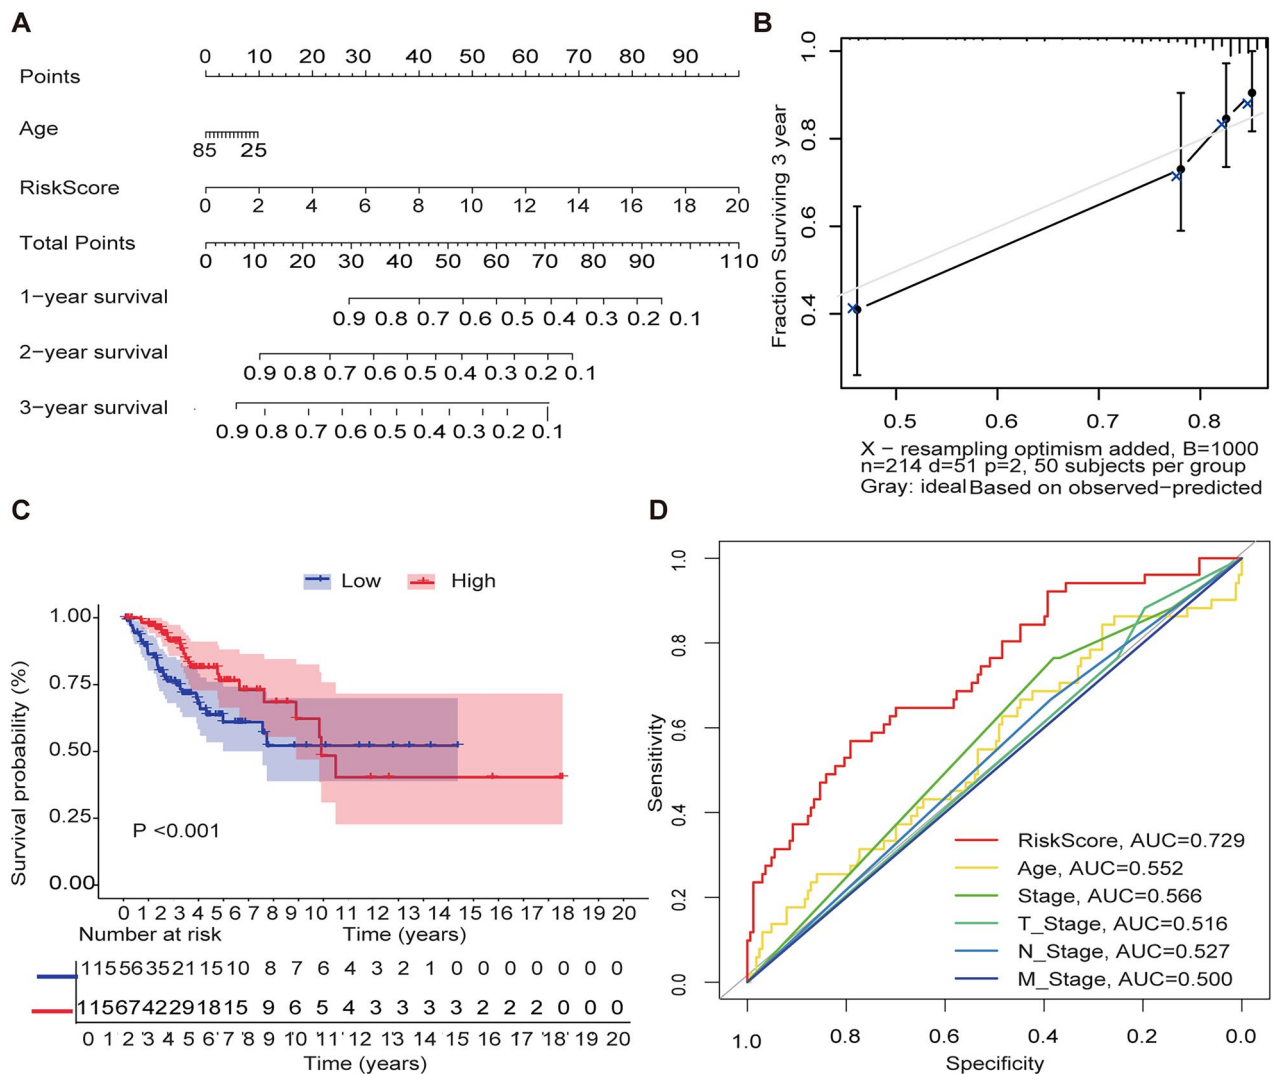 A
Points
0 10 20 30 40 50 60 70 80 90
Age
85 25
RiskScore
0 2 4 6 8 10 12 14 16 18 20
Total Points
0 10 20 30 40 50 60 70 80 90 110
1−year survival
0.9 0.8 0.7 0.6 0.5 0.4 0.3 0.2 0.1
2−year survival
0.9 0.8 0.7 0.6 0.5 0.4 0.3 0.2 0.1
3−year survival
0.9 0.8 0.7 0.6 0.5 0.4 0.3 0.2 0.1
B
Fraction Surviving 3 year
1.0
0.8
0.6
0.4
0.5 0.6 0.7 0.8
X − resampling optimism added, B=1000
n=214 d=51 p=2, 50 subjects per group
Gray: ideal Based on observed−predicted
C
Low High
Survival probability (%)
1.00
0.75
0.50
0.25
0.00
P <0.001
0 1 2 3 4 5 6 7 8 9 10 11 12 13 14 15 16 17 18 19 20
Number at risk Time (years)
115 56 35 21 15 10 8 7 6 4 3 2 1 0 0 0 0 0 0 0
115 67 42 29 18 15 9 6 5 4 3 3 3 3 2 2 2 0 0 0
0 1 2 3 4 5 6 7 8 9 10 11 12 13 14 15 16 17 18 19 20
Time (years)
D
Sensitivity
1.0
0.8
0.6
0.4
0.2
0.0
RiskScore, AUC=0.729
Age, AUC=0.552
Stage, AUC=0.566
T_Stage, AUC=0.516
N_Stage, AUC=0.527
M_Stage, AUC=0.500
1.0 0.8 0.6 0.4 0.2 0.0
Specificity